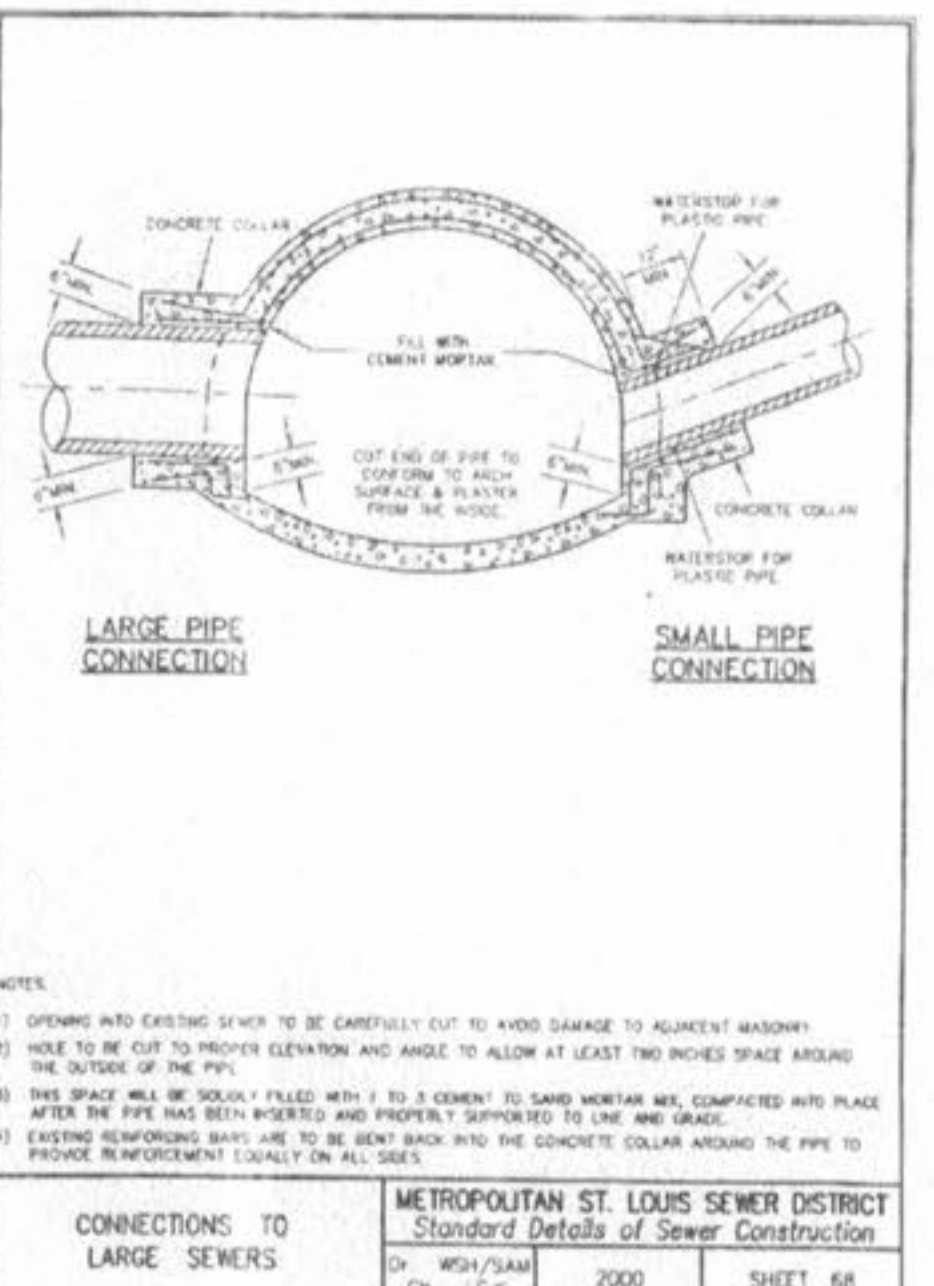 CONCRETE COLLAR
WATERSTOP FOR
PLASTIC PIPE
12"
MIN
6" MIN.
6" MIN.
FILL WITH
CEMENT MORTAR
6" MIN.
6" MIN.
6" MIN.
CUT END OF PIPE TO
CONFORM TO ARCH
SURFACE & PLASTER
FROM THE INSIDE
CONCRETE COLLAR
WATERSTOP FOR
PLASTIC PIPE
LARGE PIPE
CONNECTION
SMALL PIPE
CONNECTION
NOTES
1) OPENING INTO EXISTING SEWER TO BE CAREFULLY CUT TO AVOID DAMAGE TO ADJACENT MASONRY
2) HOLE TO BE CUT TO PROPER ELEVATION AND ANGLE TO ALLOW AT LEAST TWO INCHES SPACE AROUND
THE OUTSIDE OF THE PIPE
3) THIS SPACE WILL BE SOLIDLY FILLED WITH 1 TO 3 CEMENT TO SAND MORTAR MIX, COMPACTED INTO PLACE
AFTER THE PIPE HAS BEEN INSERTED AND PROPERLY SUPPORTED TO LINE AND GRADE.
4) EXISTING REINFORCING BARS ARE TO BE BENT BACK INTO THE CONCRETE COLLAR AROUND THE PIPE TO
PROVIDE REINFORCEMENT EQUALLY ON ALL SIDES
CONNECTIONS TO
LARGE SEWERS
METROPOLITAN ST. LOUIS SEWER DISTRICT
Standard Details of Sewer Construction
Dr WSH/SAM
2000
SHEET 68